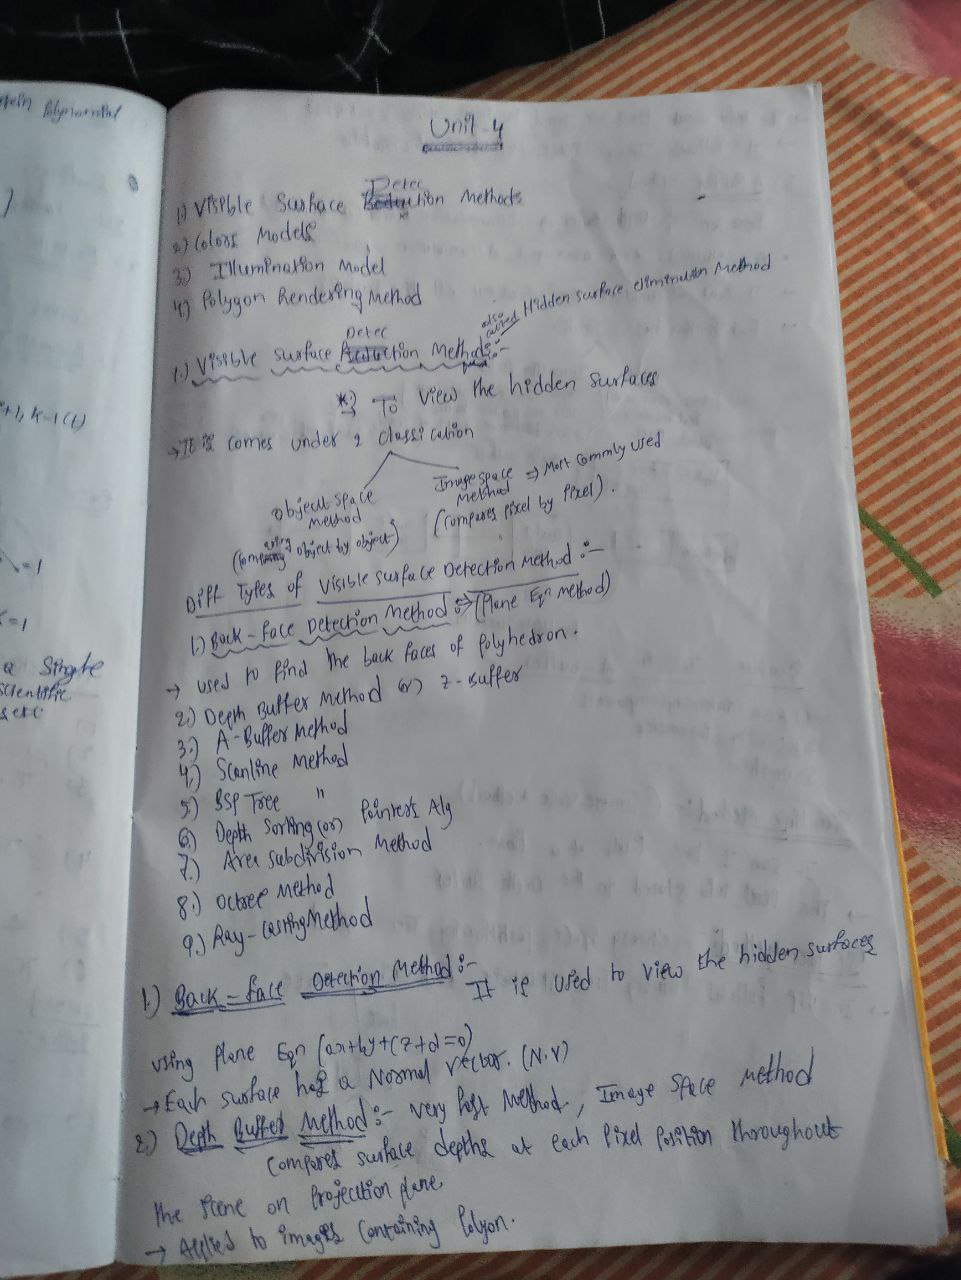 Unit-4
1) Visible Surface Detection Methods
2) Colors Models
3) Illumination Model
4) Polygon Rendering Method
1.) Visible Surface Detection Methods:- also called Hidden surface elimination Method
*) To view the hidden surfaces
→ It is comes under 2 classification
Object space method
Image space method ⇒ Most commly used
(comparing using object by object)
(compares pixel by pixel).
Diff Types of Visible surface Detection Method :-
1.) Back-face Detection Method :⇒ (Plane Eqn method)
→ used to find the back faces of polyhedron.
2.) Depth Buffer Method (or) z-Buffer
3.) A-Buffer Method
4.) Scanline Method
5) BSP Tree "
6) Depth Sorting (or) Painters Alg
7.) Area subdivision Method
8.) Octree Method
9.) Ray-casting Method
1) Back-face Detection Method:- It is used to view the hidden surfaces
using plane Eqn (ax+by+cz+d=0)
→ Each surface has a Normal vector. (N.V)
2.) Depth Buffer Method:- very fast Method, Image Space method
Compares surface depths at each pixel position thoroughout
the scene on projection plane.
→ Applied to images containing Polyon.
Polynomial
+1, k-1(t)
=1
=1
a Single
scientific